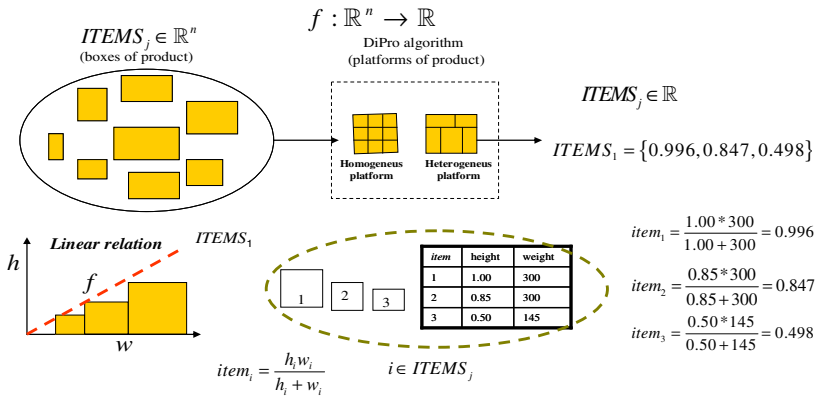 ITEMS_j ∈ ℝ^n
(boxes of product)
f : ℝ^n → ℝ
DiPro algorithm
(platforms of product)
Homogeneus
platform
Heterogeneus
platform
ITEMS_j ∈ ℝ
ITEMS_1 = {0.996, 0.847, 0.498}
Linear relation
ITEMS_1
h
f
w
1
2
3
item height weight
1 1.00 300
2 0.85 300
3 0.50 145
item_i = h_i w_i / h_i + w_i
i ∈ ITEMS_j
item_1 = 1.00 * 300 / 1.00 + 300 = 0.996
item_2 = 0.85 * 300 / 0.85 + 300 = 0.847
item_3 = 0.50 * 145 / 0.50 + 145 = 0.498